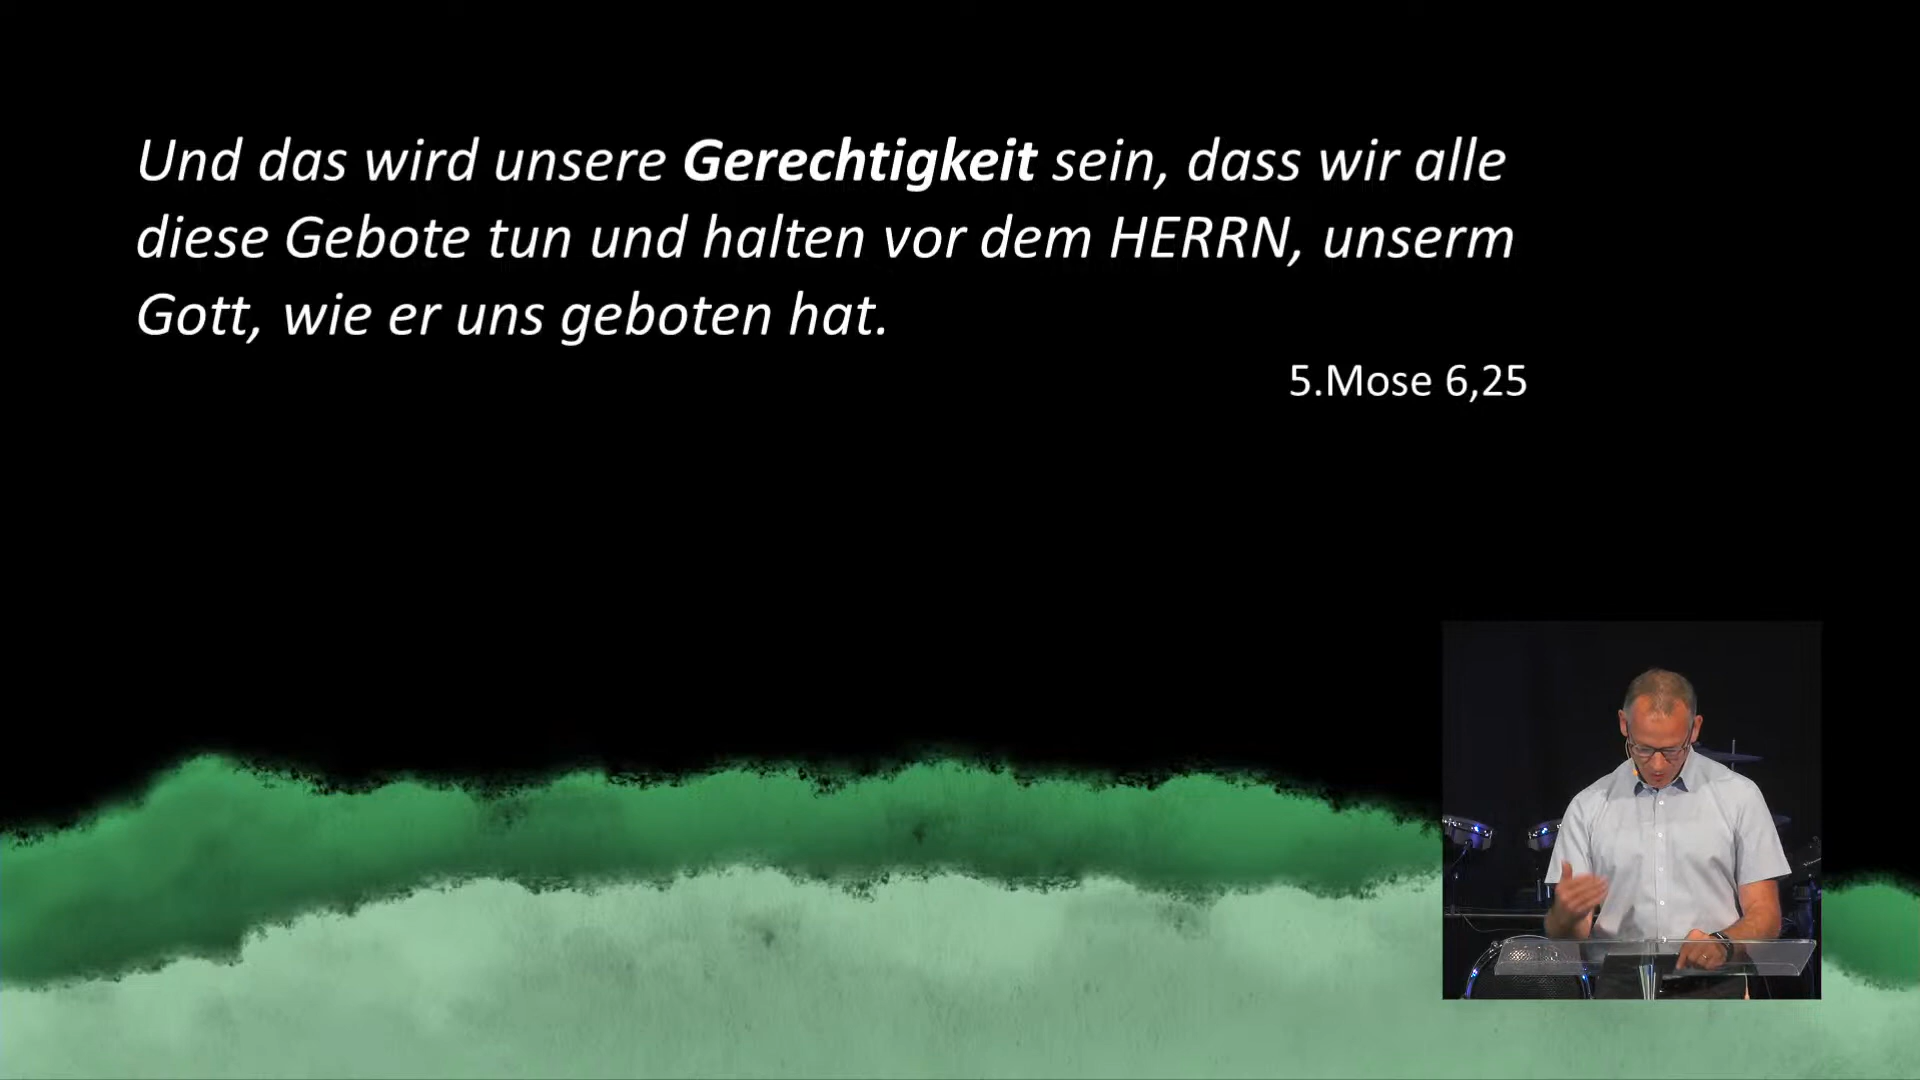 Und das wird unsere Gerechtigkeit sein, dass wir alle
diese Gebote tun und halten vor dem HERRN, unserm
Gott, wie er uns geboten hat.
5.Mose 6,25